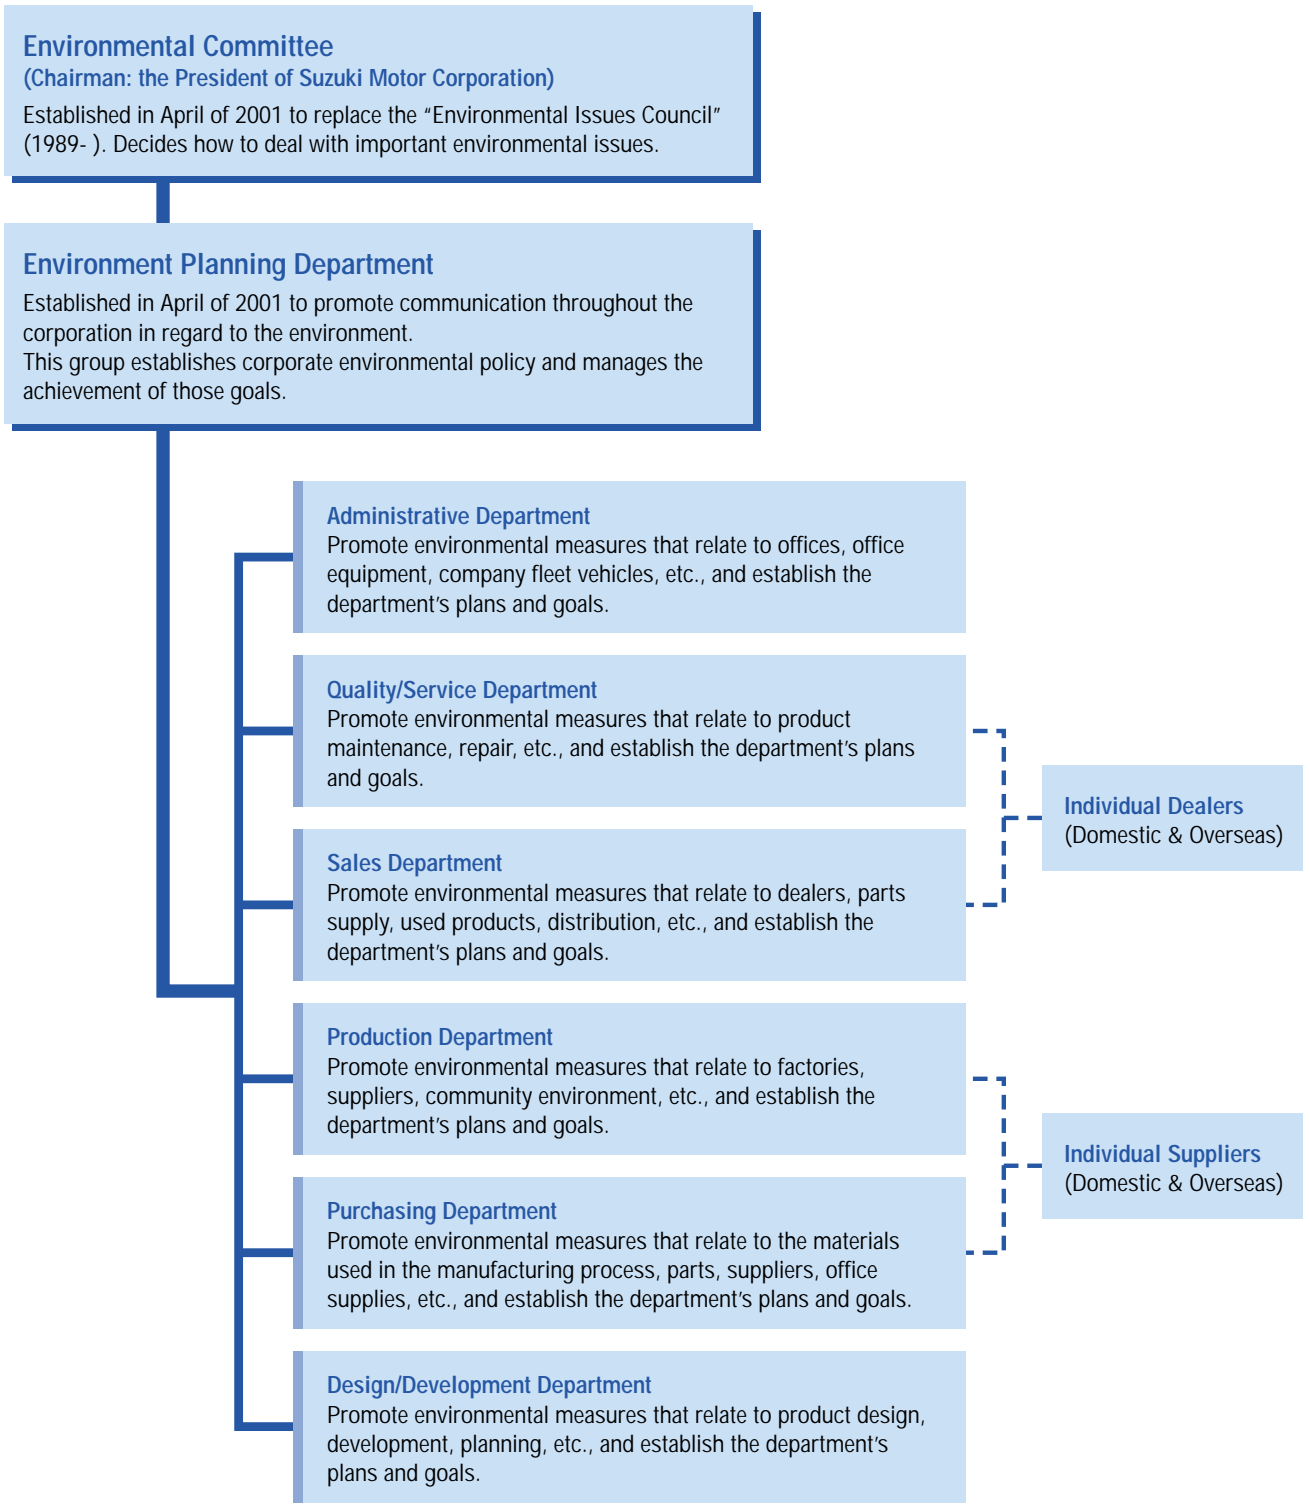 Environmental Committee
(Chairman: the President of Suzuki Motor Corporation)
Established in April of 2001 to replace the “Environmental Issues Council”
(1989- ). Decides how to deal with important environmental issues.
Environment Planning Department
Established in April of 2001 to promote communication throughout the
corporation in regard to the environment.
This group establishes corporate environmental policy and manages the
achievement of those goals.
Administrative Department
Promote environmental measures that relate to offices, office
equipment, company fleet vehicles, etc., and establish the
department’s plans and goals.
Quality/Service Department
Promote environmental measures that relate to product
maintenance, repair, etc., and establish the department’s plans
and goals.
Individual Dealers
(Domestic & Overseas)
Sales Department
Promote environmental measures that relate to dealers, parts
supply, used products, distribution, etc., and establish the
department’s plans and goals.
Production Department
Promote environmental measures that relate to factories,
suppliers, community environment, etc., and establish the
department’s plans and goals.
Individual Suppliers
(Domestic & Overseas)
Purchasing Department
Promote environmental measures that relate to the materials
used in the manufacturing process, parts, suppliers, office
supplies, etc., and establish the department’s plans and goals.
Design/Development Department
Promote environmental measures that relate to product design,
development, planning, etc., and establish the department’s
plans and goals.